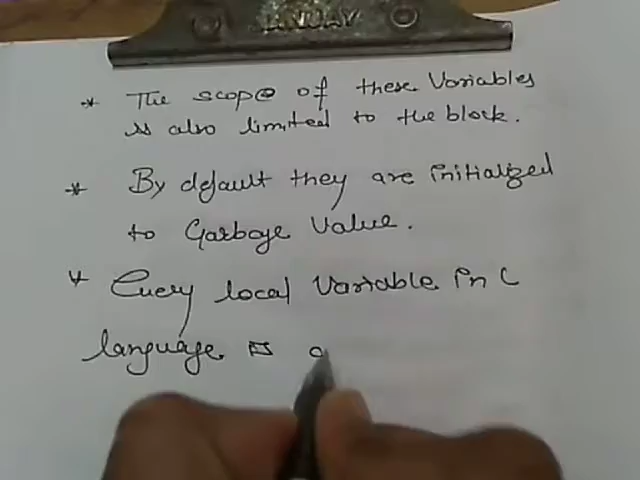 JANUARY
* The scope of these Variables
is also limited to the block.
* By default they are initialized
to Garbage Value.
* Every local Variable in C
language is a